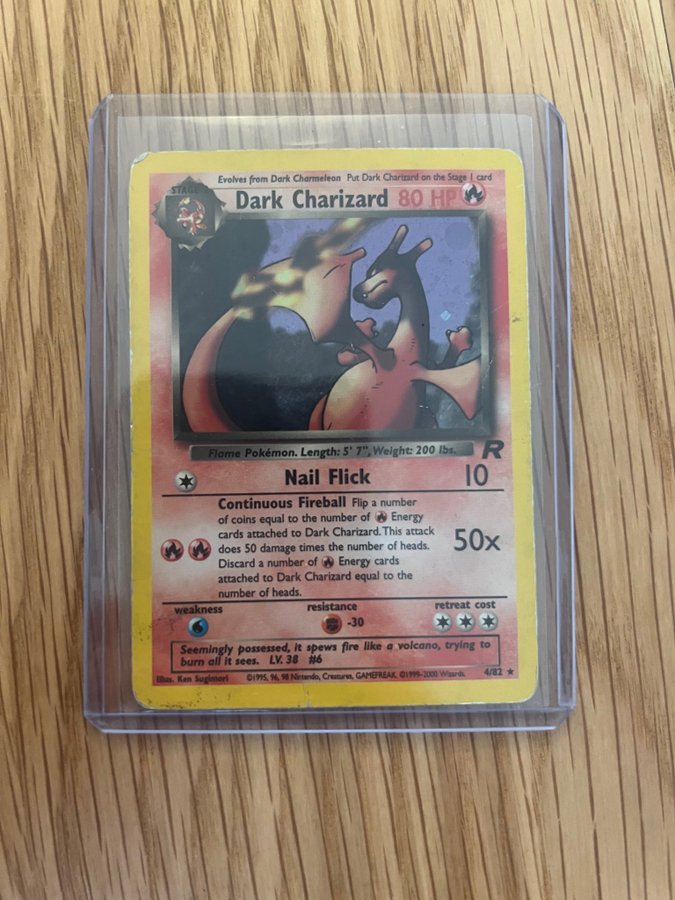 Evolves from Dark Charmeleon Put Dark Charizard on the Stage 1 card
STAGE
Dark Charizard 80 HP
Flame Pokémon. Length: 5' 7", Weight: 200 lbs.
R
Nail Flick 10
Continuous Fireball Flip a number
of coins equal to the number of Energy
cards attached to Dark Charizard. This attack
does 50 damage times the number of heads.
Discard a number of Energy cards
attached to Dark Charizard equal to the
number of heads.
50x
weakness resistance retreat cost
-30
Seemingly possessed, it spews fire like a volcano, trying to
burn all it sees. LV. 38 #6
Illus. Ken Sugimori ©1995, 96, 98 Nintendo, Creatures, GAMEFREAK. ©1999-2000 Wizards. 4/82 ★